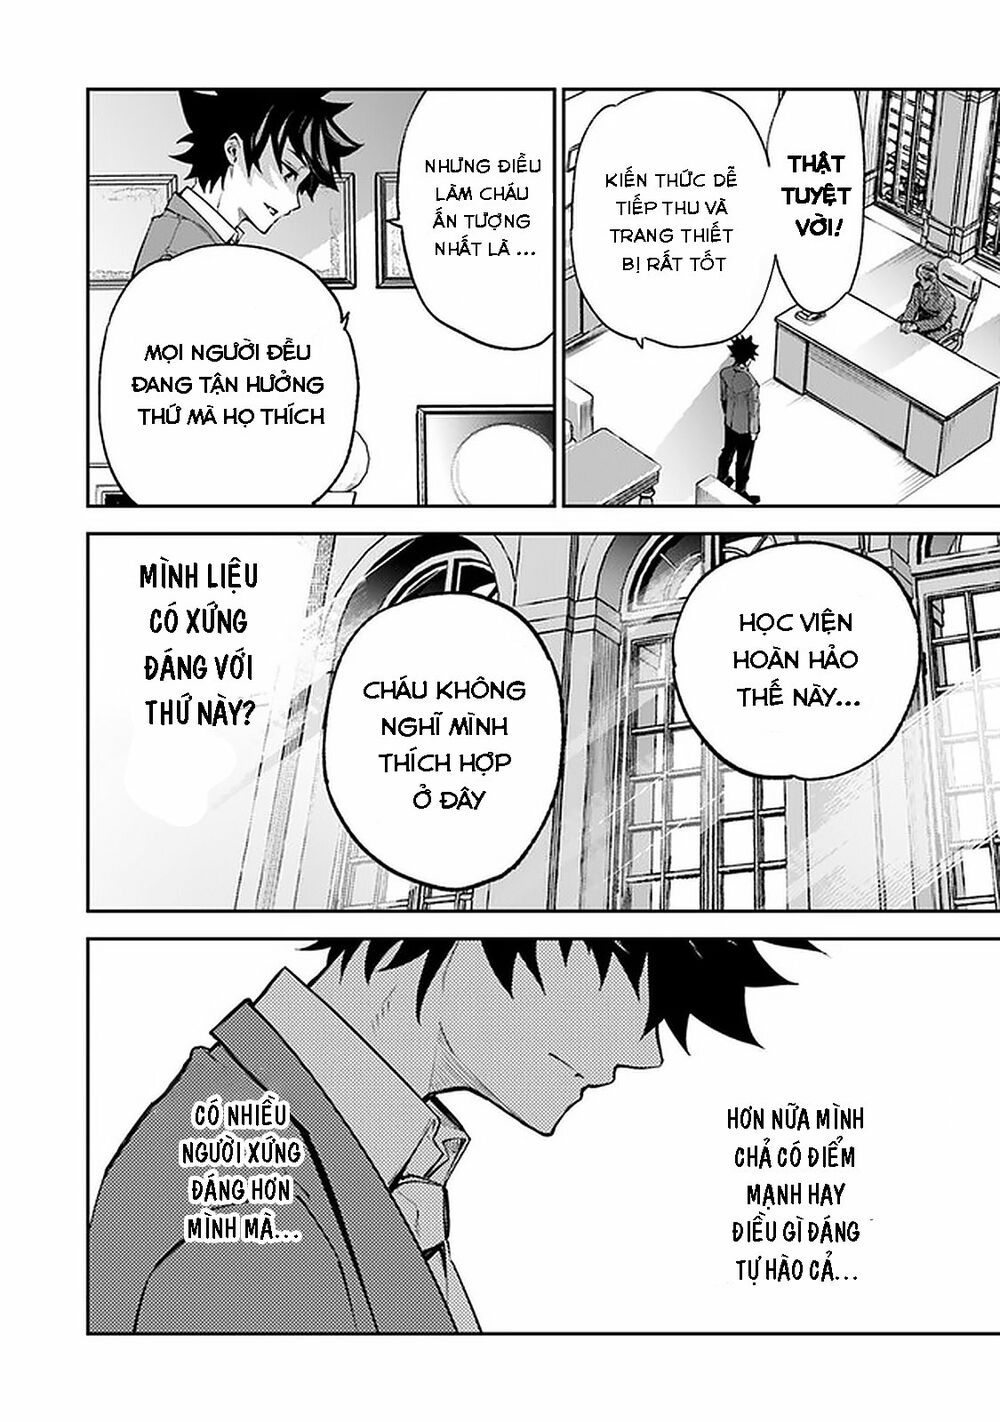 THẬT
TUYỆT
VỜI!
KIẾN THỨC DỄ
TIẾP THU VÀ
TRANG THIẾT
BỊ RẤT TỐT
NHƯNG ĐIỀU
LÀM CHÁU
ẤN TƯỢNG
NHẤT LÀ ...
MỌI NGƯỜI ĐỀU
ĐANG TẬN HƯỞNG
THỨ MÀ HỌ THÍCH
HỌC VIỆN
HOÀN HẢO
THẾ NÀY...
CHÁU KHÔNG
NGHĨ MÌNH
THÍCH HỢP
Ở ĐÂY
MÌNH LIỆU
CÓ XỨNG
ĐÁNG VỚI
THỨ NÀY?
HƠN NỮA MÌNH
CHẢ CÓ ĐIỂM
MẠNH HAY
ĐIỀU GÌ ĐÁNG
TỰ HÀO CẢ...
CÓ NHIỀU
NGƯỜI XỨNG
ĐÁNG HƠN
MÌNH MÀ...